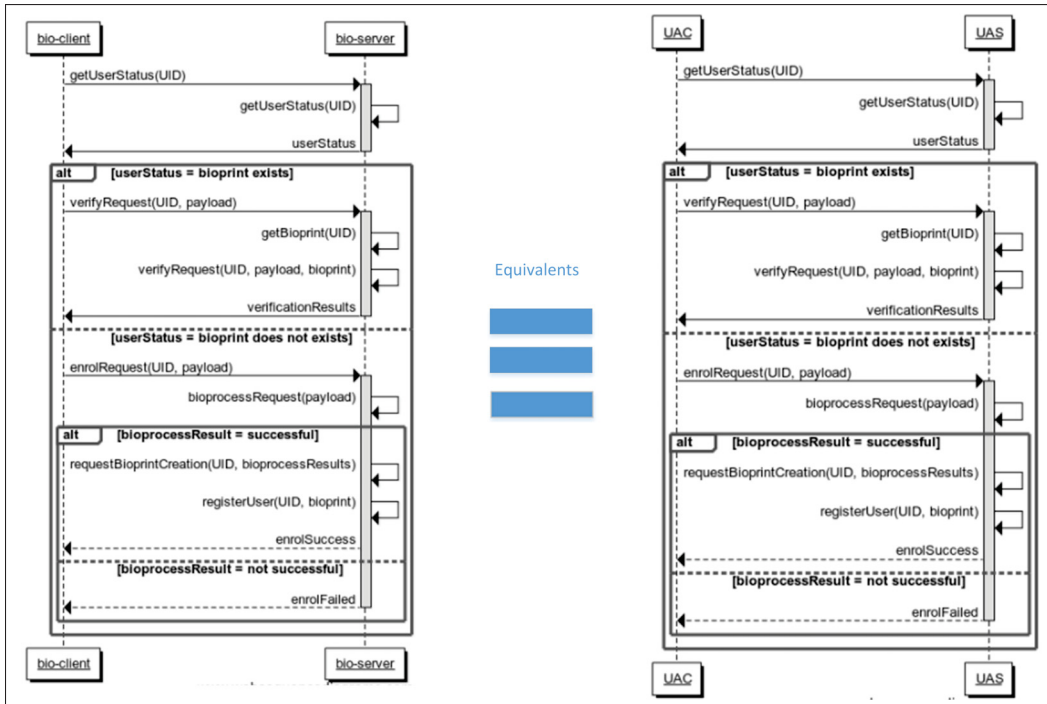 bio-client
bio-server
getUserStatus(UID)
getUserStatus(UID)
userStatus
alt
[userStatus = bioprint exists]
verifyRequest(UID, payload)
getBioprint(UID)
verifyRequest(UID, payload, bioprint)
verificationResults
[userStatus = bioprint does not exists]
enrolRequest(UID, payload)
bioprocessRequest(payload)
alt
[bioprocessResult = successful]
requestBioprintCreation(UID, bioprocessResults)
registerUser(UID, bioprint)
enrolSuccess
[bioprocessResult = not successful]
enrolFailed
bio-client
bio-server
Equivalents
UAC
UAS
getUserStatus(UID)
getUserStatus(UID)
userStatus
alt
[userStatus = bioprint exists]
verifyRequest(UID, payload)
getBioprint(UID)
verifyRequest(UID, payload, bioprint)
verificationResults
[userStatus = bioprint does not exists]
enrolRequest(UID, payload)
bioprocessRequest(payload)
alt
[bioprocessResult = successful]
requestBioprintCreation(UID, bioprocessResults)
registerUser(UID, bioprint)
enrolSuccess
[bioprocessResult = not successful]
enrolFailed
UAC
UAS